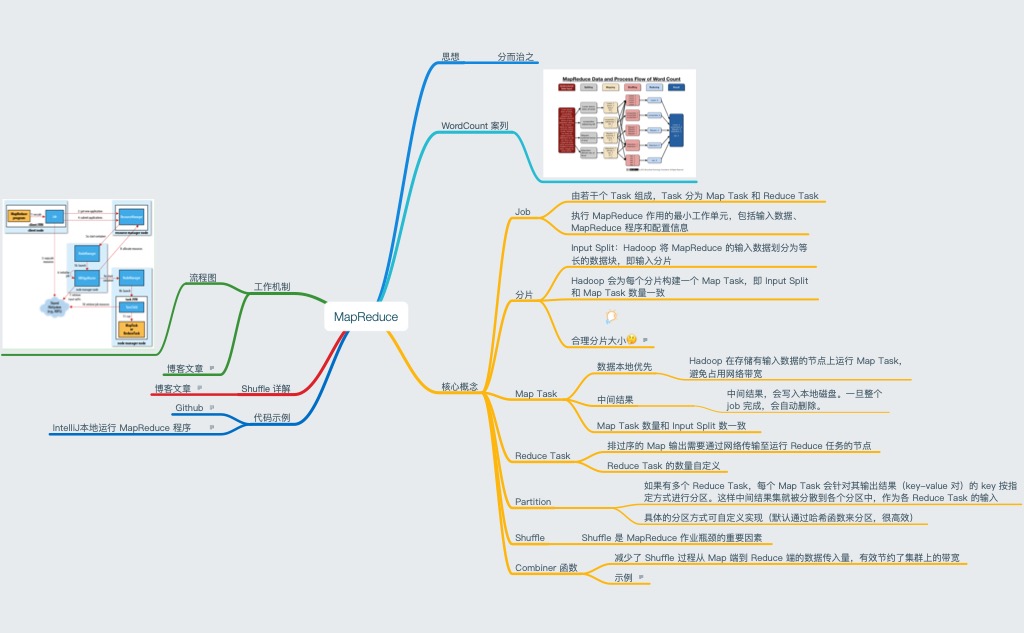 MapReduce
思想
分而治之
WordCount 案列
MapReduce Data and Process Flow of Word Count
核心概念
Job
由若干个 Task 组成，Task 分为 Map Task 和 Reduce Task
执行 MapReduce 作用的最小工作单元，包括输入数据、
MapReduce 程序和配置信息
分片
Input Split：Hadoop 将 MapReduce 的输入数据划分为等
长的数据块，即输入分片
Hadoop 会为每个分片构建一个 Map Task，即 Input Split
和 Map Task 数量一致
合理分片大小🤔
Map Task
数据本地优先
Hadoop 在存储有输入数据的节点上运行 Map Task，
避免占用网络带宽
中间结果
中间结果，会写入本地磁盘。一旦整个
job 完成，会自动删除。
Map Task 数量和 Input Split 数一致
Reduce Task
排过序的 Map 输出需要通过网络传输至运行 Reduce 任务的节点
Reduce Task 的数量自定义
Partition
如果有多个 Reduce Task，每个 Map Task 会针对其输出结果（key-value 对）的 key 按指
定方式进行分区。这样中间结果集就被分散到各个分区中，作为各 Reduce Task 的输入
具体的分区方式可自定义实现（默认通过哈希函数来分区，很高效）
Shuffle
Shuffle 是 MapReduce 作业瓶颈的重要因素
Combiner 函数
减少了 Shuffle 过程从 Map 端到 Reduce 端的数据传入量，有效节约了集群上的带宽
示例
工作机制
流程图
博客文章
Shuffle 详解
博客文章
代码示例
Github
IntelliJ本地运行 MapReduce 程序